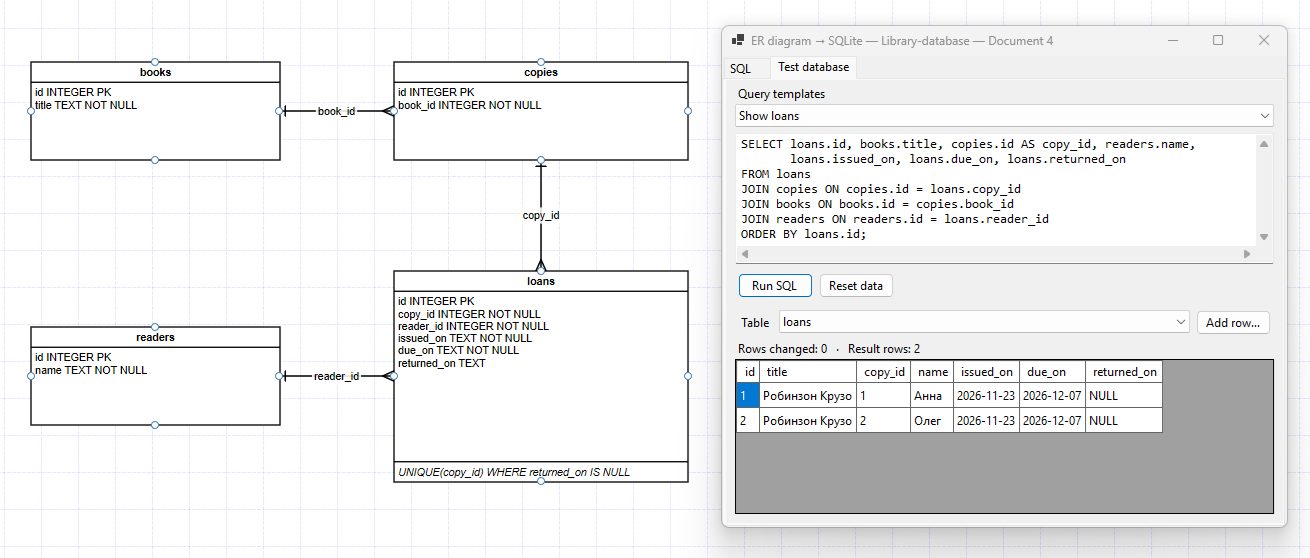 books
id INTEGER PK
title TEXT NOT NULL
book_id
copies
id INTEGER PK
book_id INTEGER NOT NULL
copy_id
readers
id INTEGER PK
name TEXT NOT NULL
reader_id
loans
id INTEGER PK
copy_id INTEGER NOT NULL
reader_id INTEGER NOT NULL
issued_on TEXT NOT NULL
due_on TEXT NOT NULL
returned_on TEXT
UNIQUE(copy_id) WHERE returned_on IS NULL
ER diagram → SQLite — Library-database — Document 4
SQL Test database
Query templates
Show loans
SELECT loans.id, books.title, copies.id AS copy_id, readers.name,
loans.issued_on, loans.due_on, loans.returned_on
FROM loans
JOIN copies ON copies.id = loans.copy_id
JOIN books ON books.id = copies.book_id
JOIN readers ON readers.id = loans.reader_id
ORDER BY loans.id;
Run SQL Reset data
Table loans Add row...
Rows changed: 0 · Result rows: 2
id title copy_id name issued_on due_on returned_on
1 Робинзон Крузо 1 Анна 2026-11-23 2026-12-07 NULL
2 Робинзон Крузо 2 Олег 2026-11-23 2026-12-07 NULL